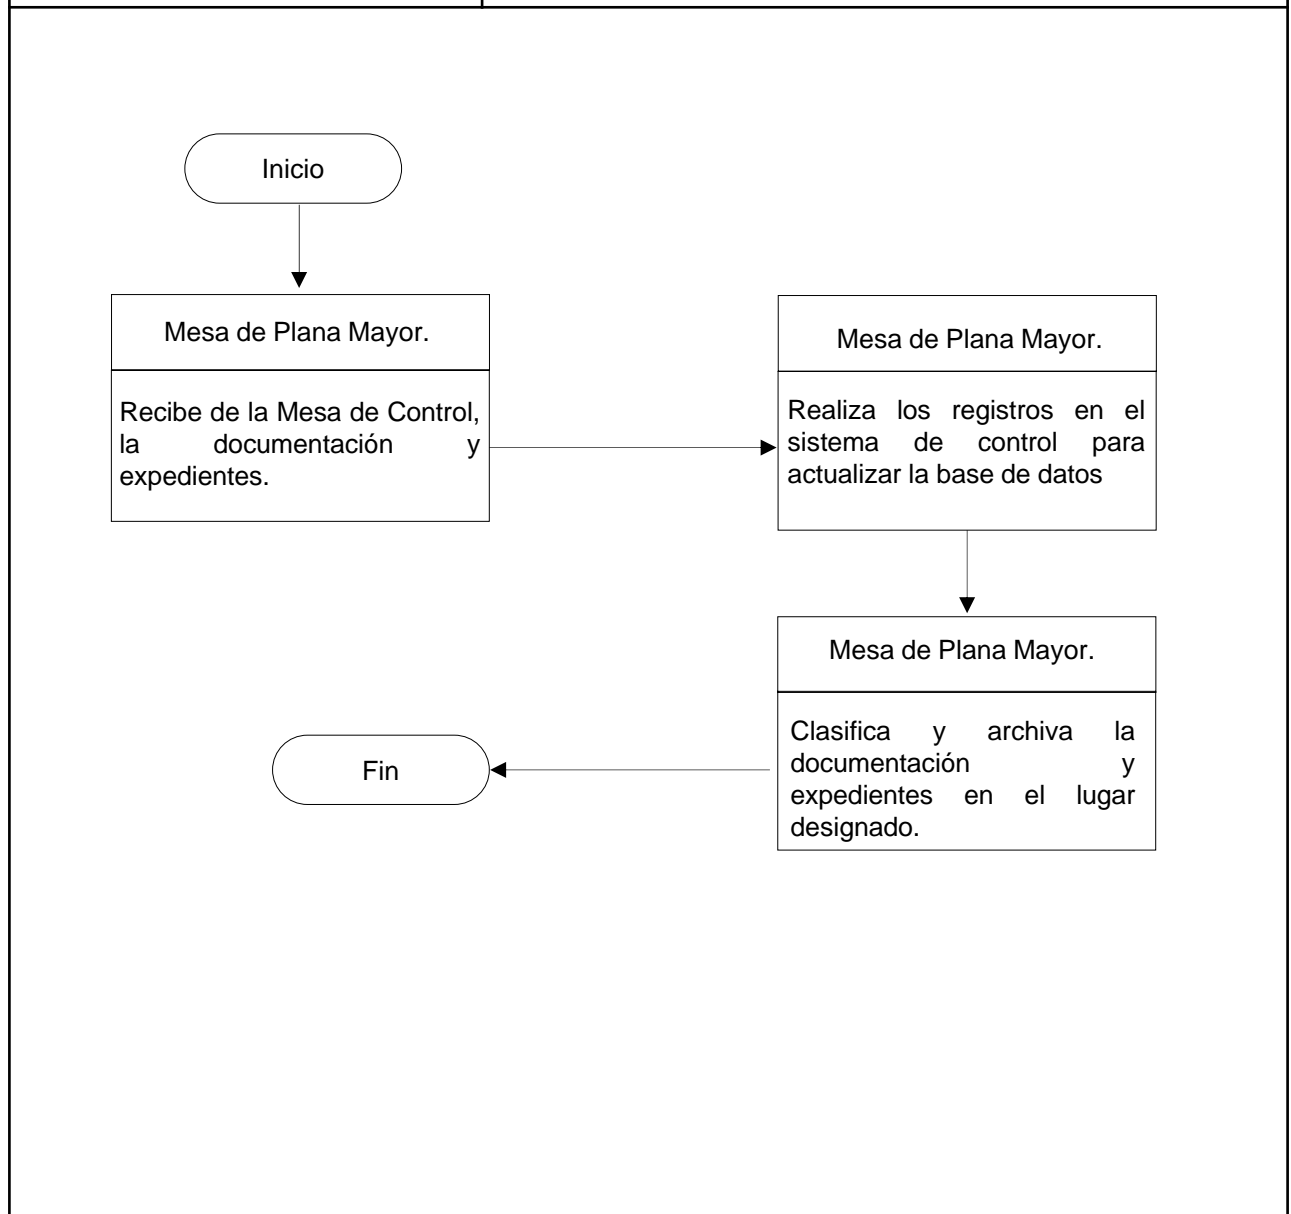 Inicio
Mesa de Plana Mayor.
Recibe de la Mesa de Control,
la documentación y
expedientes.
Mesa de Plana Mayor.
Realiza los registros en el
sistema de control para
actualizar la base de datos
Mesa de Plana Mayor.
Clasifica y archiva la
documentación y
expedientes en el lugar
designado.
Fin